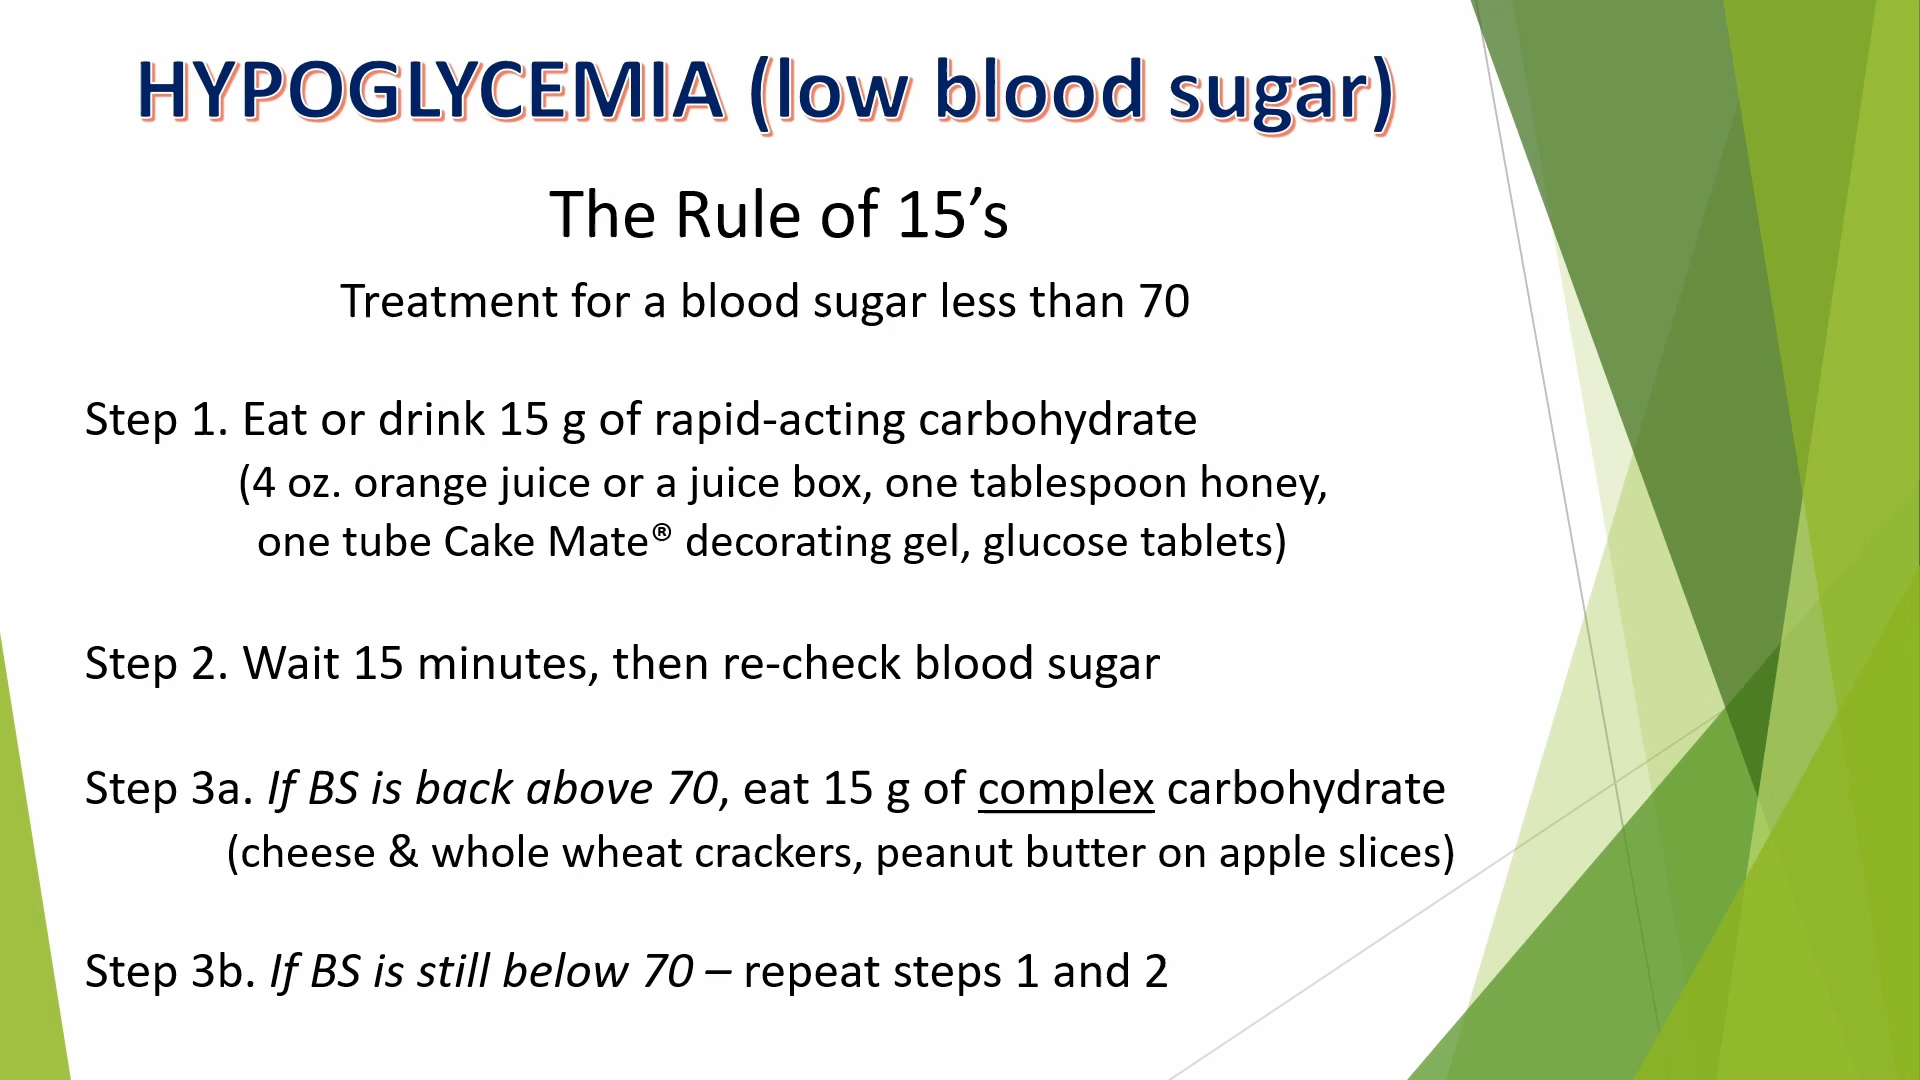 HYPOGLYCEMIA (low blood sugar)
The Rule of 15’s
Treatment for a blood sugar less than 70
Step 1. Eat or drink 15 g of rapid-acting carbohydrate
(4 oz. orange juice or a juice box, one tablespoon honey,
one tube Cake Mate® decorating gel, glucose tablets)
Step 2. Wait 15 minutes, then re-check blood sugar
Step 3a. If BS is back above 70, eat 15 g of complex carbohydrate
(cheese & whole wheat crackers, peanut butter on apple slices)
Step 3b. If BS is still below 70 – repeat steps 1 and 2